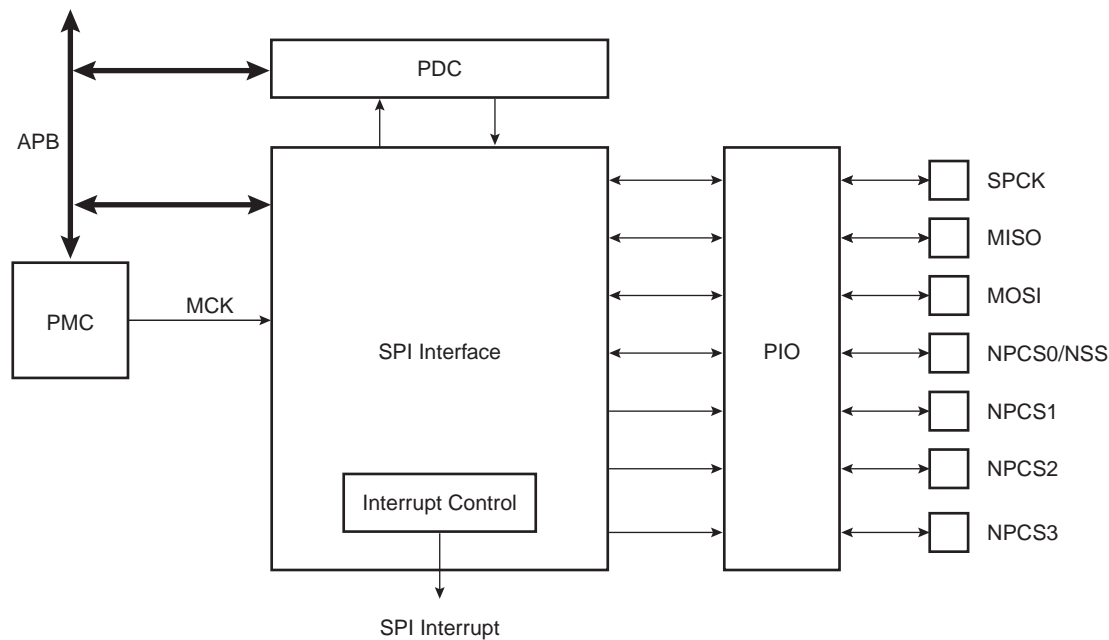 PDC
APB
SPCK
MISO
MCK
MOSI
PMC
SPI Interface
PIO
NPCS0/NSS
NPCS1
NPCS2
Interrupt Control
NPCS3
SPI Interrupt